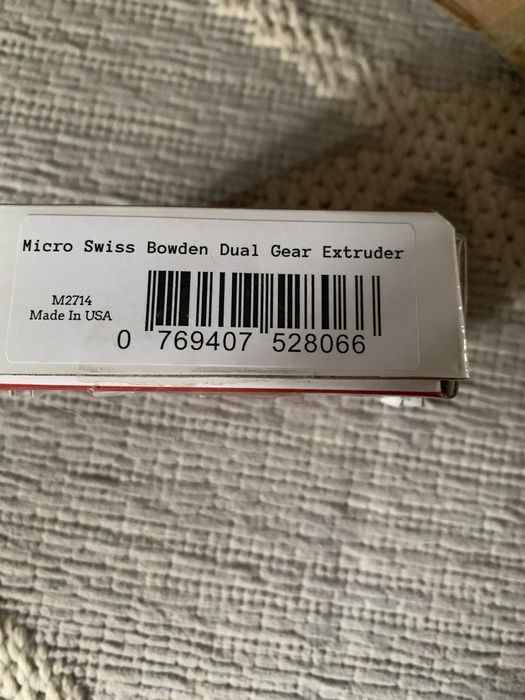 Micro Swiss Bowden Dual Gear Extruder
M2714
Made In USA
0 769407 528066